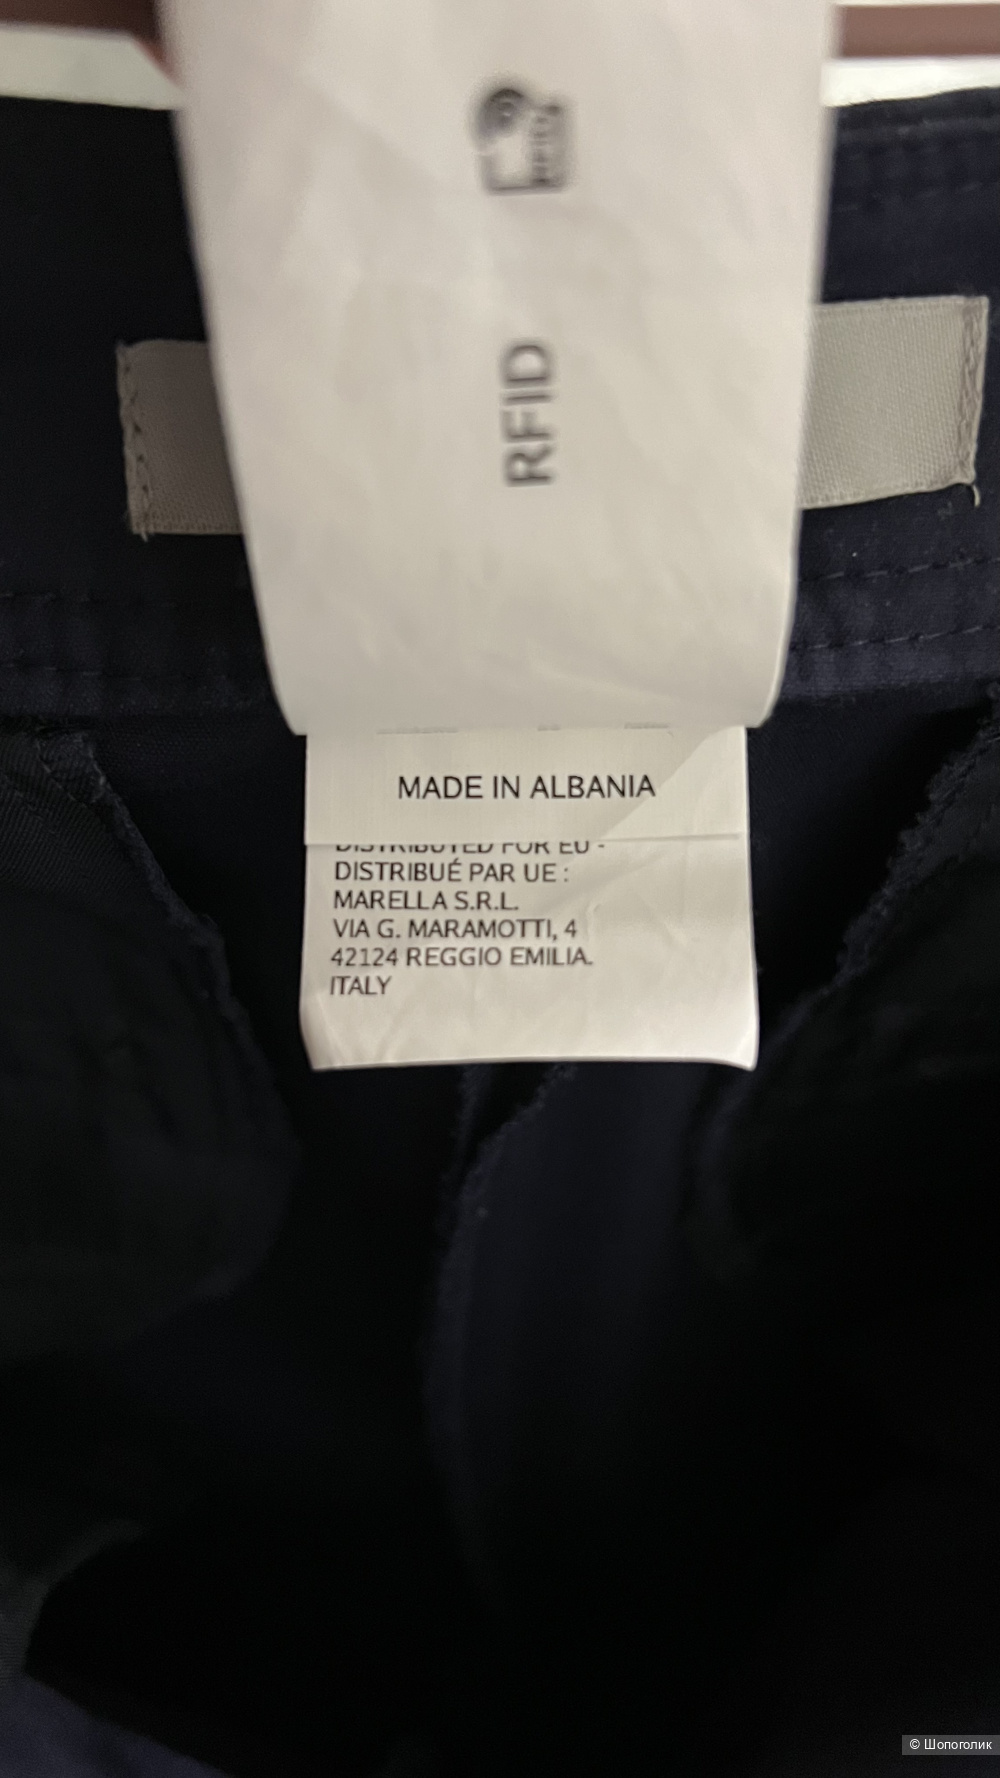 RFID
MADE IN ALBANIA
DISTRIBUTED FOR EU -
DISTRIBUÉ PAR UE :
MARELLA S.R.L.
VIA G. MARAMOTTI, 4
42124 REGGIO EMILIA.
ITALY
© Шопоголик